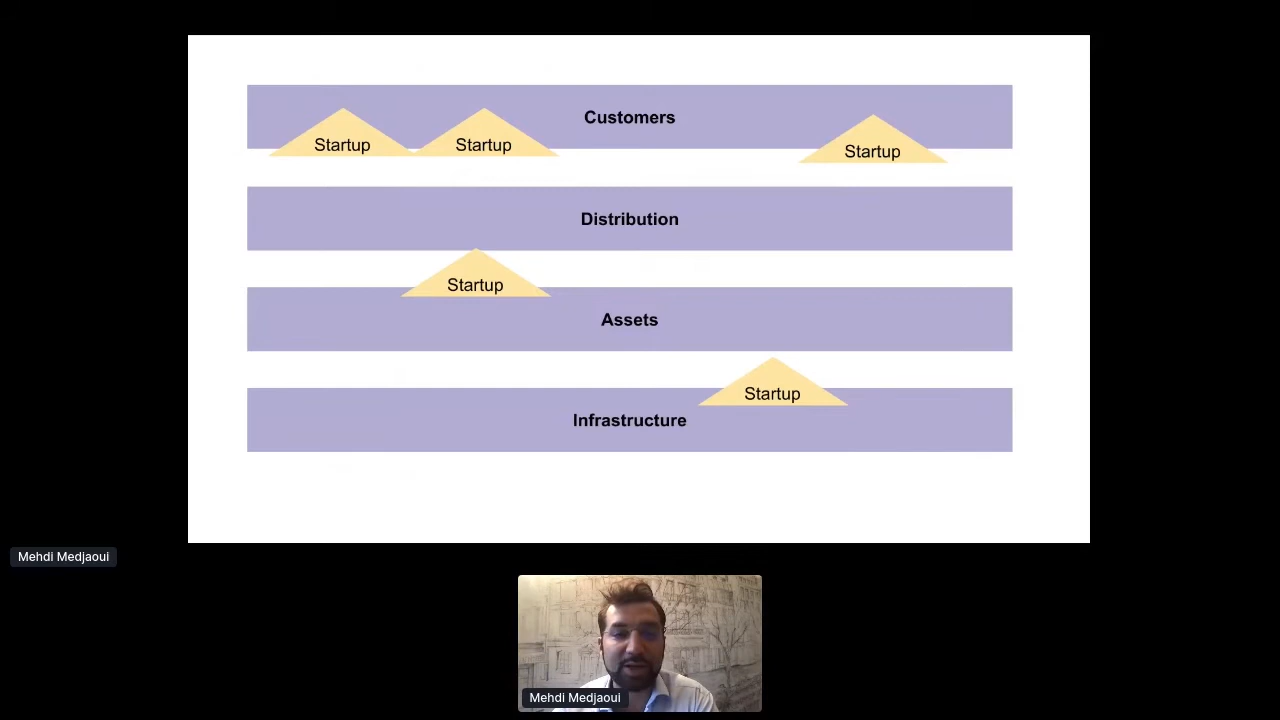 Customers
Startup
Startup
Startup
Distribution
Startup
Assets
Startup
Infrastructure
Mehdi Medjaoui
Mehdi Medjaoui